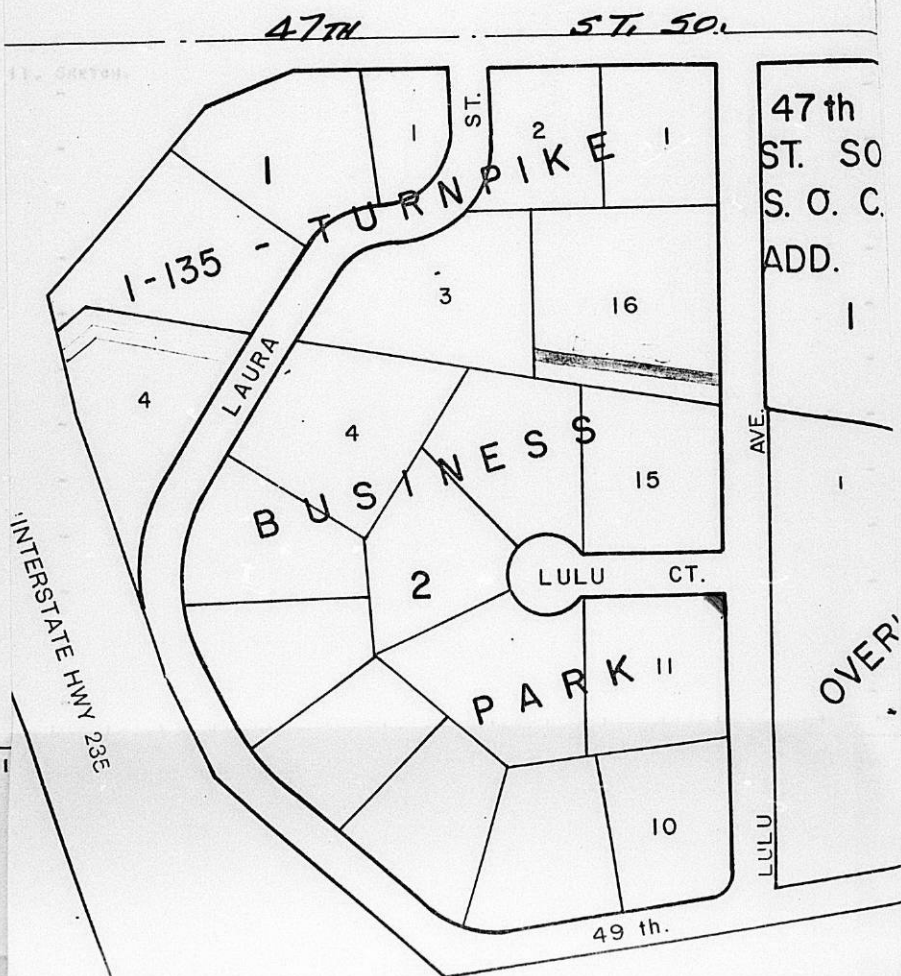 47TH ST. SO.
11. SKETCH.
ST.
1
2
1
1
I-135 - TURNPIKE
47th
ST. SO
S. O. C.
ADD.
1
3
16
LAURA
4
4
BUSINESS
15
AVE.
1
2
LULU CT.
INTERSTATE HWY 235
PARK
11
OVER
10
LULU
49 th.